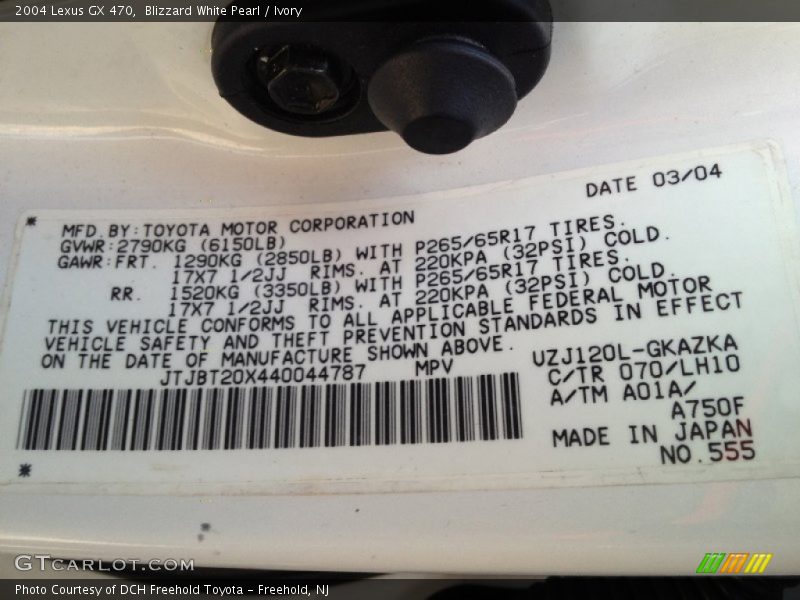 2004 Lexus GX 470, Blizzard White Pearl / Ivory
DATE 03/04
MFD. BY: TOYOTA MOTOR CORPORATION
GVWR: 2790KG (6150LB)
GAWR: FRT. 1290KG (2850LB) WITH P265/65R17 TIRES.
17X7 1/2JJ RIMS. AT 220KPA (32PSI) COLD.
RR. 1520KG (3350LB) WITH P265/65R17 TIRES.
17X7 1/2JJ RIMS. AT 220KPA (32PSI) COLD.
THIS VEHICLE CONFORMS TO ALL APPLICABLE FEDERAL MOTOR
VEHICLE SAFETY AND THEFT PREVENTION STANDARDS IN EFFECT
ON THE DATE OF MANUFACTURE SHOWN ABOVE.
JTJBT20X440044787 MPV
UZJ120L-GKAZKA
C/TR 070/LH10
A/TM A01A/
A750F
MADE IN JAPAN
NO.555
GTCARLOT.COM
Photo Courtesy of DCH Freehold Toyota - Freehold, NJ